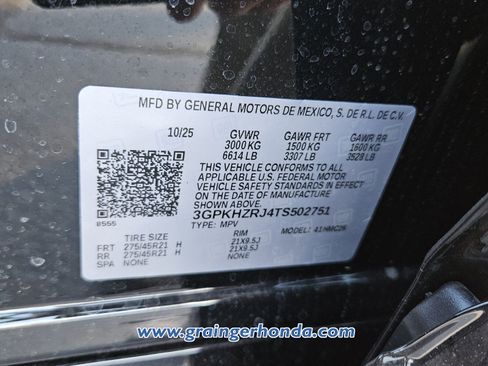 MFD BY GENERAL MOTORS DE MEXICO, S. DE R.L. DE C.V.
10/25 GVWR GAWR FRT GAWR RR
3000 KG 1500 KG 1600 KG
6614 LB 3307 LB 3528 LB
THIS VEHICLE CONFORMS TO ALL
APPLICABLE U.S. FEDERAL MOTOR
VEHICLE SAFETY STANDARDS IN
EFFECT ON THE DATE OF
MANUFACTURE SHOWN ABOVE.
3GPKHZRJ4TS502751
8555 TYPE: MPV MODEL: 41HMC26
TIRE SIZE RIM
FRT 275/45R21 H 21X9.5J
RR 275/45R21 H 21X9.5J
SPA NONE NONE
www.graingerhonda.com